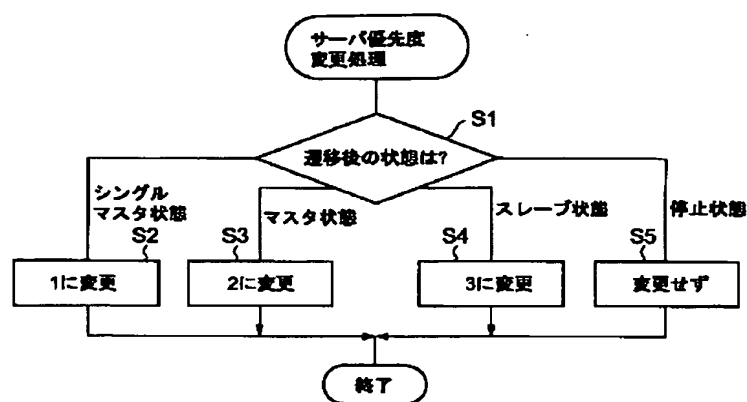 サーバ優先度
変更処理
S1
遷移後の状態は?
シングル
マスタ状態
マスタ状態
スレーブ状態
停止状態
S2
S3
S4
S5
1に変更
2に変更
3に変更
変更せず
終了